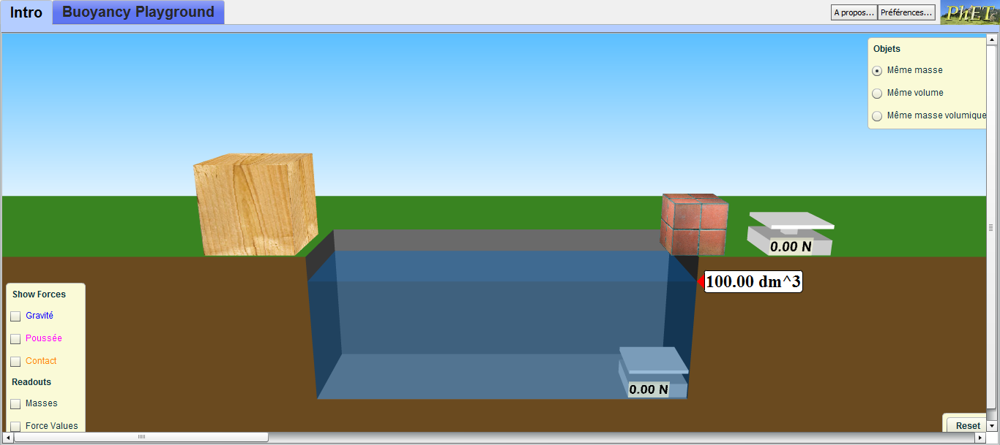 Intro
Buoyancy Playground
A propos...
Préférences...
PhET
Objets
Même masse
Même volume
Même masse volumique
0.00 N
100.00 dm^3
Show Forces
Gravité
Poussée
Contact
Readouts
Masses
Force Values
0.00 N
Reset